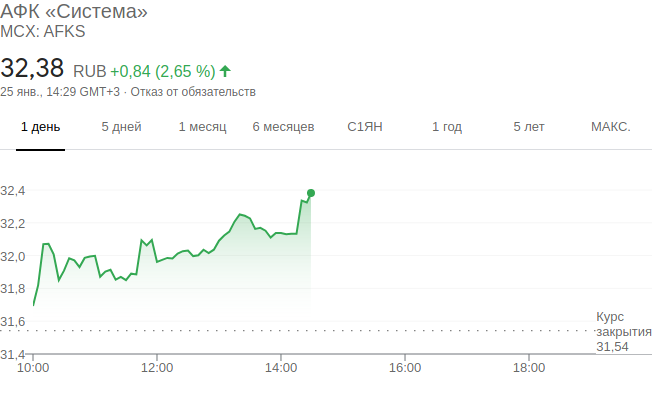 АФК «Система»
MCX: AFKS
32,38 RUB +0,84 (2,65 %)
25 янв., 14:29 GMT+3 · Отказ от обязательств
1 день 5 дней 1 месяц 6 месяцев С1ЯН 1 год 5 лет МАКС.
32,4
32,2
32,0
31,8
31,6
31,4
Курс
закрытия
31,54
10:00 12:00 14:00 16:00 18:00